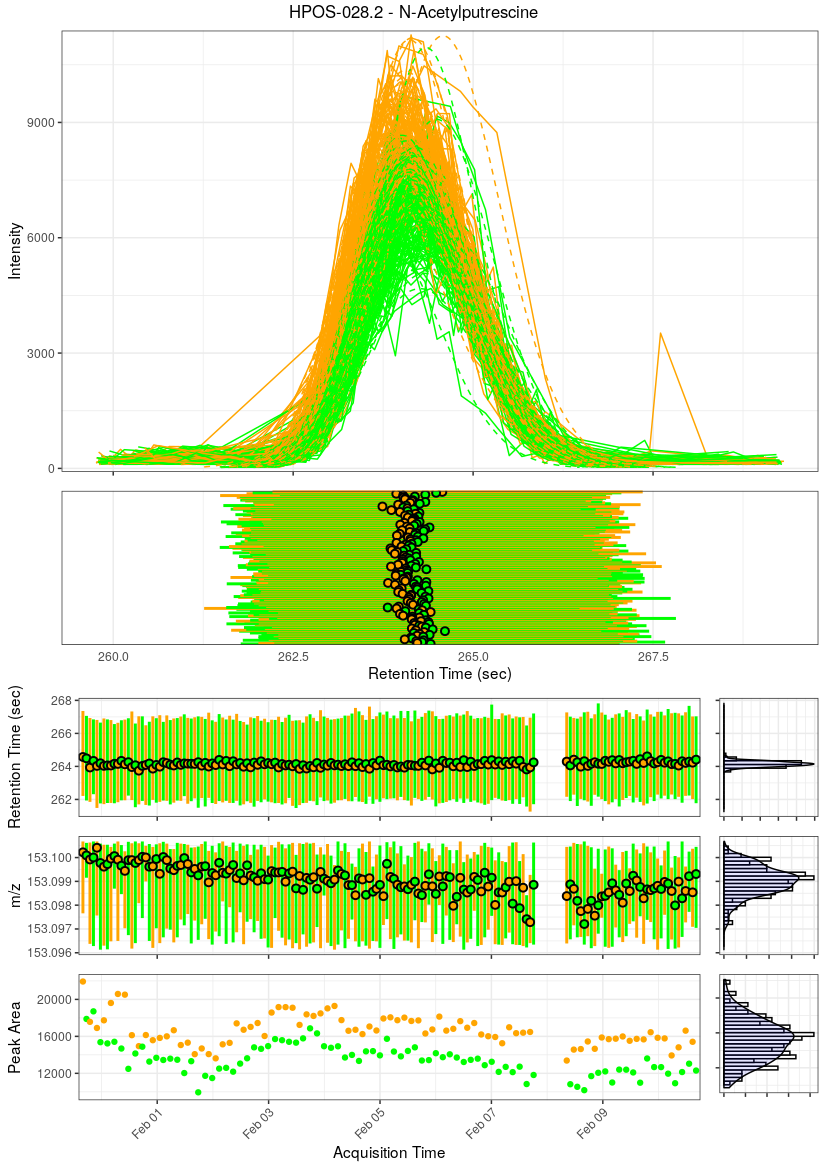 HPOS-028.2 - N-Acetylputrescine
Intensity
9000
6000
3000
0
260.0
262.5
265.0
267.5
Retention Time (sec)
Retention Time (sec)
268
266
264
262
m/z
153.100
153.099
153.098
153.097
153.096
Peak Area
20000
16000
12000
Feb 01
Feb 03
Feb 05
Feb 07
Feb 09
Acquisition Time